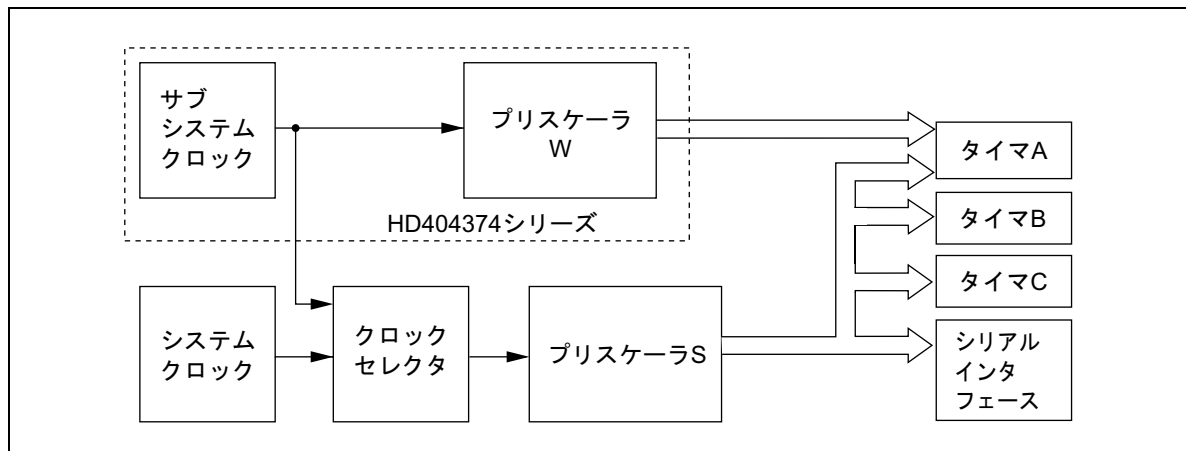 サブ
システム
クロック
プリスケーラ
W
HD404374シリーズ
システム
クロック
クロック
セレクタ
プリスケーラS
タイマA
タイマB
タイマC
シリアル
インタ
フェース